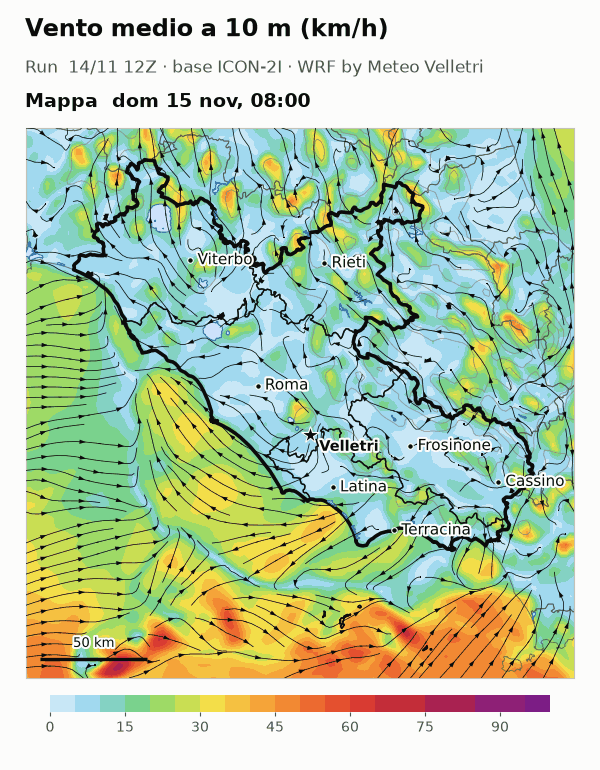 Vento medio a 10 m (km/h)
Run  14/11 12Z · base ICON-2I · WRF by Meteo Velletri
Mappa  dom 15 nov, 08:00
Viterbo
Rieti
Roma
Velletri
Frosinone
Cassino
Latina
Terracina
50 km
0 15 30 45 60 75 90